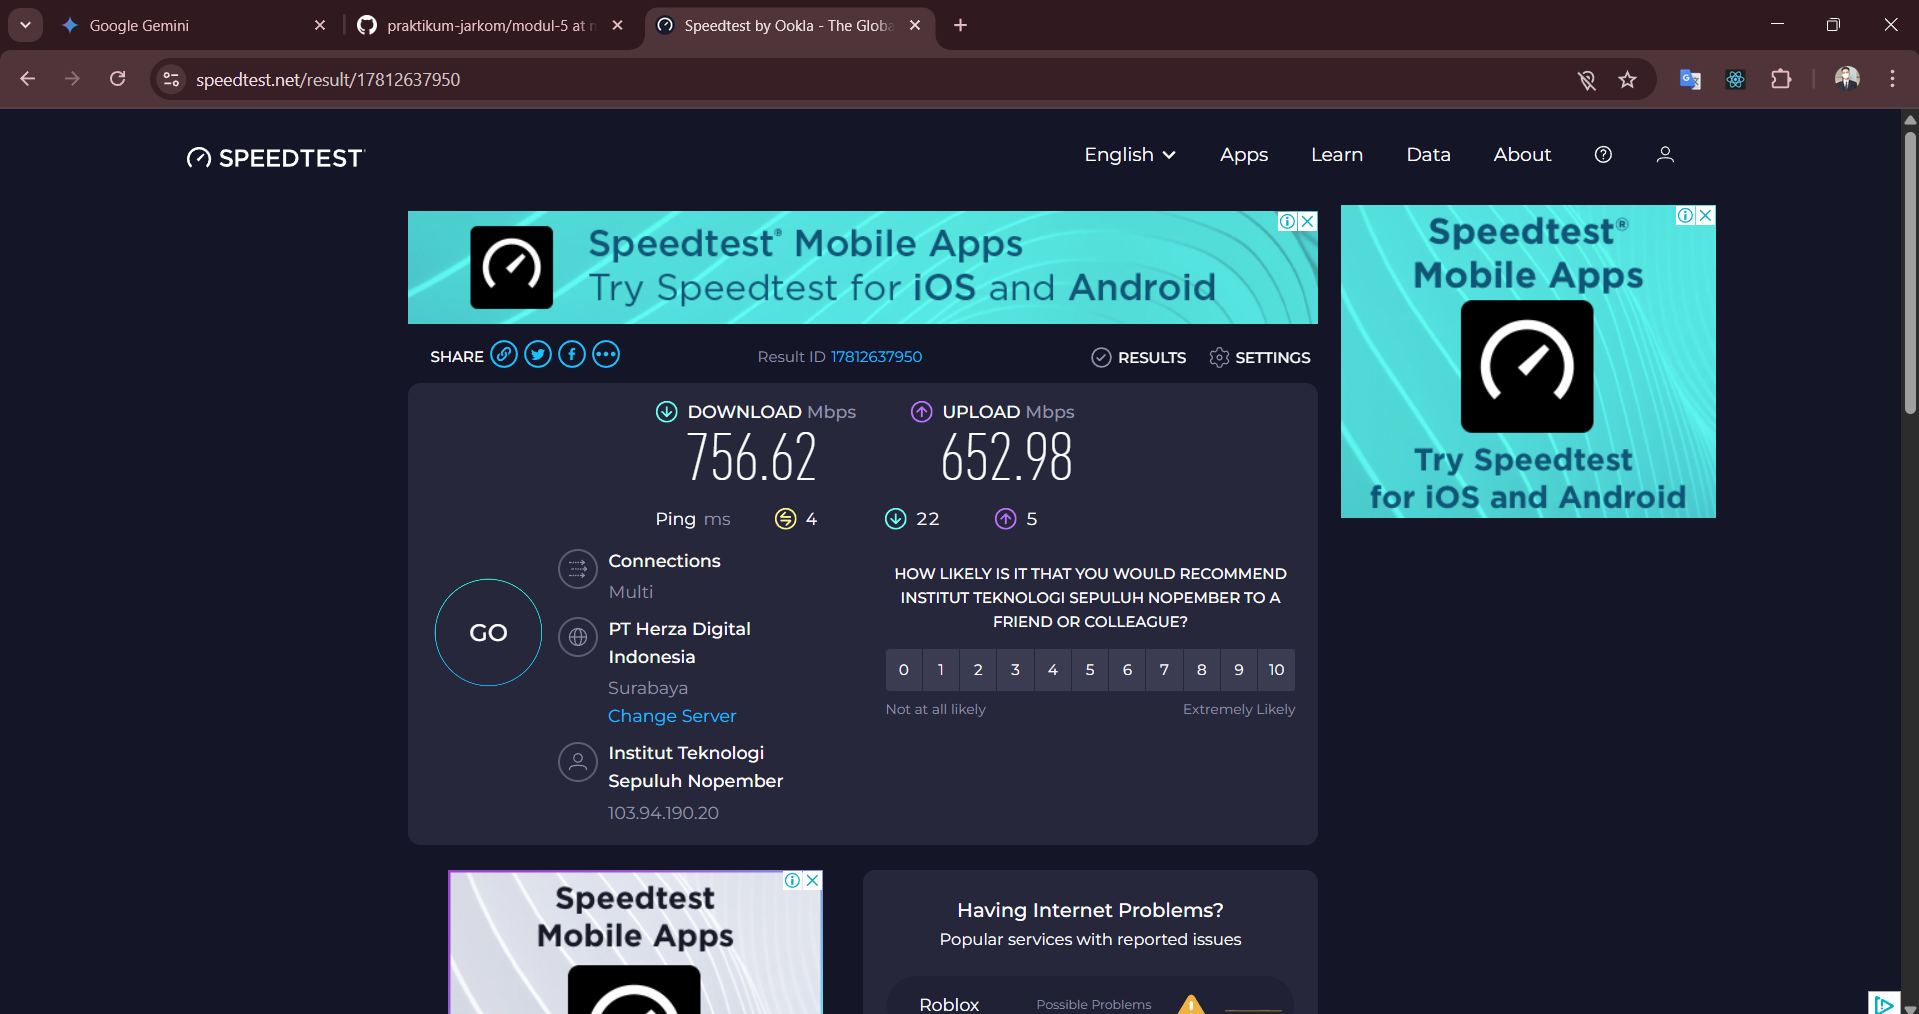 Google Gemini
praktikum-jarkom/modul-5 at
Speedtest by Ookla - The Globa
speedtest.net/result/17812637950
SPEEDTEST
English
Apps
Learn
Data
About
Speedtest® Mobile Apps
Try Speedtest for iOS and Android
Speedtest®
Mobile Apps
Try Speedtest
for iOS and Android
SHARE
Result ID 17812637950
RESULTS
SETTINGS
DOWNLOAD Mbps
756.62
UPLOAD Mbps
652.98
Ping ms
4
22
5
GO
Connections
Multi
PT Herza Digital
Indonesia
Surabaya
Change Server
Institut Teknologi
Sepuluh Nopember
103.94.190.20
HOW LIKELY IS IT THAT YOU WOULD RECOMMEND
INSTITUT TEKNOLOGI SEPULUH NOPEMBER TO A
FRIEND OR COLLEAGUE?
0 1 2 3 4 5 6 7 8 9 10
Not at all likely
Extremely Likely
Speedtest
Mobile Apps
Having Internet Problems?
Popular services with reported issues
Roblox
Possible Problems